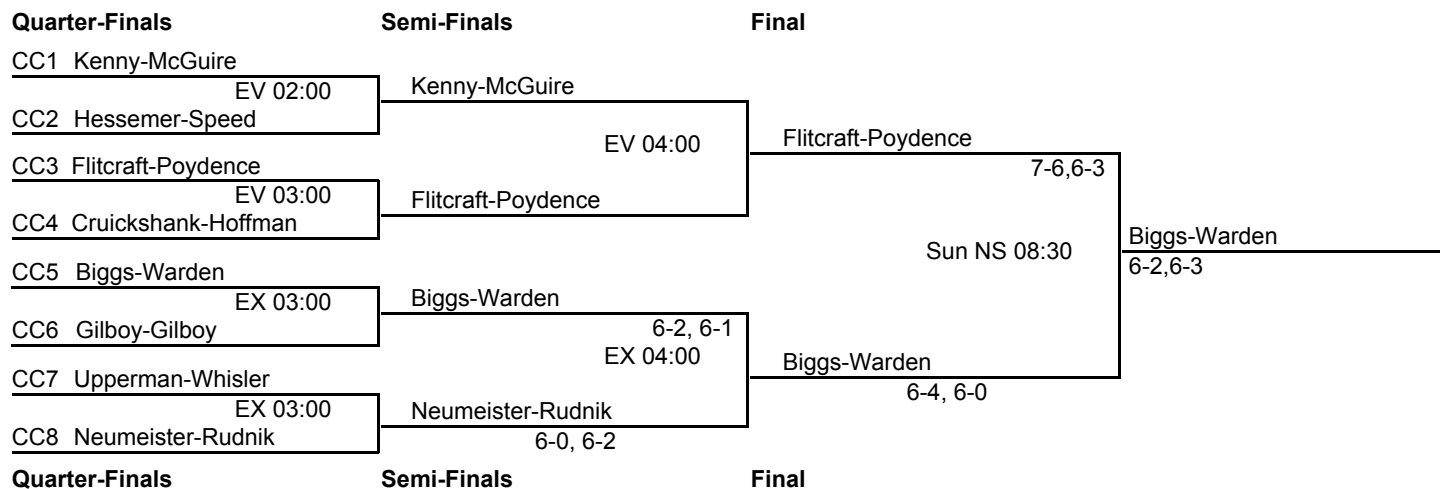 Quarter-Finals Semi-Finals Final
CC1 Kenny-McGuire
EV 02:00
CC2 Hessemer-Speed
CC3 Flitcraft-Poydence
EV 03:00
CC4 Cruickshank-Hoffman
CC5 Biggs-Warden
EX 03:00
CC6 Gilboy-Gilboy
CC7 Upperman-Whisler
EX 03:00
CC8 Neumeister-Rudnik
Kenny-McGuire
EV 04:00
Flitcraft-Poydence
Biggs-Warden
6-2, 6-1
EX 04:00
Neumeister-Rudnik
6-0, 6-2
Flitcraft-Poydence
7-6,6-3
Sun NS 08:30
Biggs-Warden
6-4, 6-0
Biggs-Warden
6-2,6-3
Quarter-Finals Semi-Finals Final